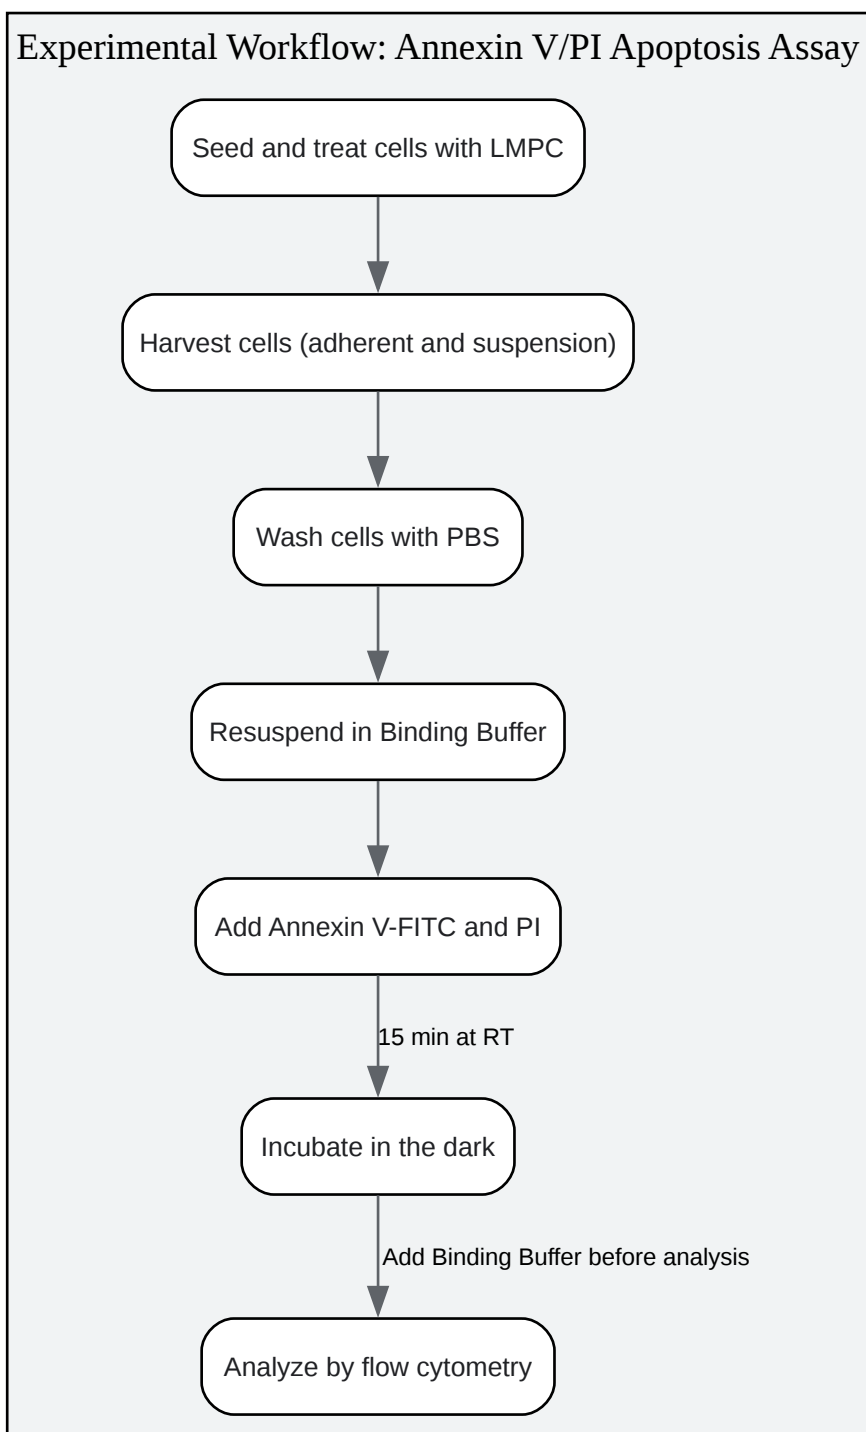 Experimental Workflow: Annexin V/PI Apoptosis Assay
Seed and treat cells with LMPC
Harvest cells (adherent and suspension)
Wash cells with PBS
Resuspend in Binding Buffer
Add Annexin V-FITC and PI
15 min at RT
Incubate in the dark
Add Binding Buffer before analysis
Analyze by flow cytometry